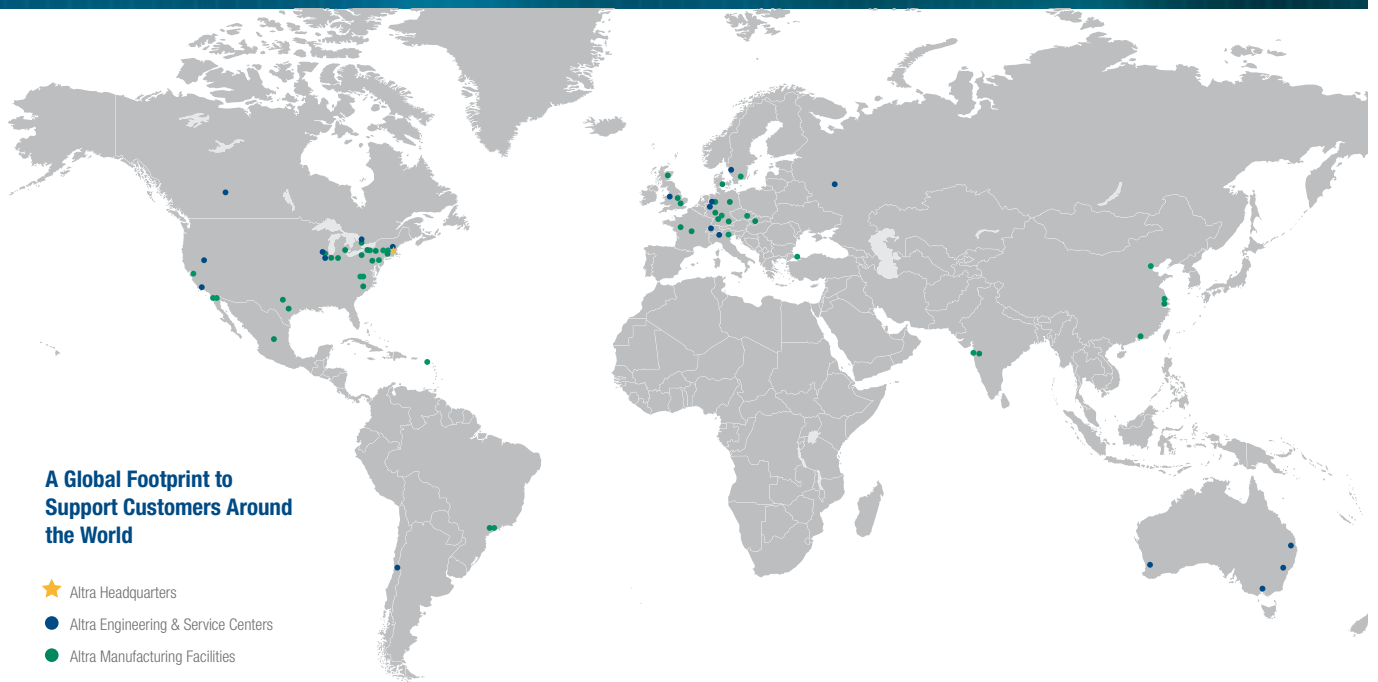 A Global Footprint to
Support Customers Around
the World
Altra Headquarters
Altra Engineering & Service Centers
Altra Manufacturing Facilities